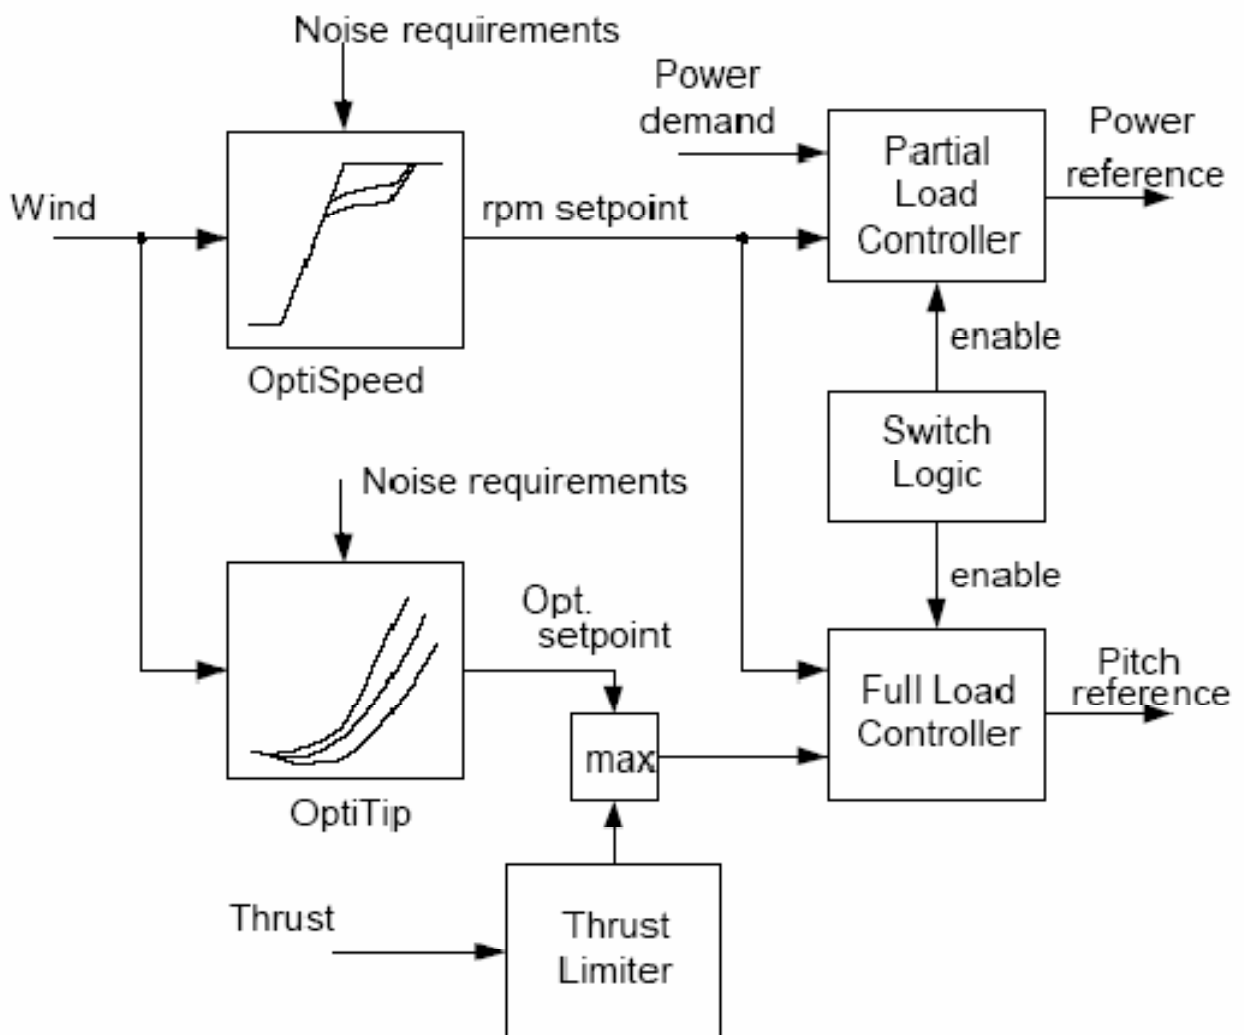 Noise requirements
Power
demand
Partial
Load
Controller
Power
reference
Wind
rpm setpoint
OptiSpeed
enable
Switch
Logic
Noise requirements
enable
Opt.
setpoint
Full Load
Controller
Pitch
reference
max
OptiTip
Thrust
Thrust
Limiter